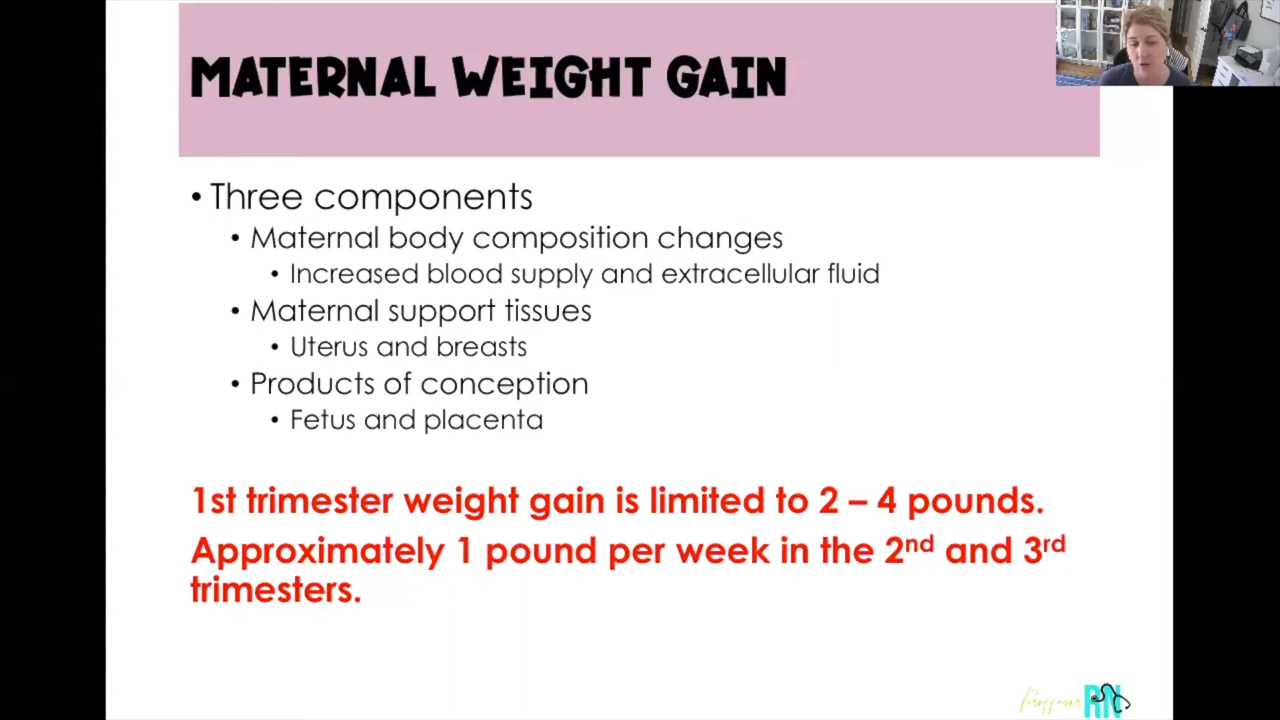 MATERNAL WEIGHT GAIN
• Three components
• Maternal body composition changes
• Increased blood supply and extracellular fluid
• Maternal support tissues
• Uterus and breasts
• Products of conception
• Fetus and placenta
1st trimester weight gain is limited to 2 – 4 pounds.
Approximately 1 pound per week in the 2nd and 3rd
trimesters.
Professor RN